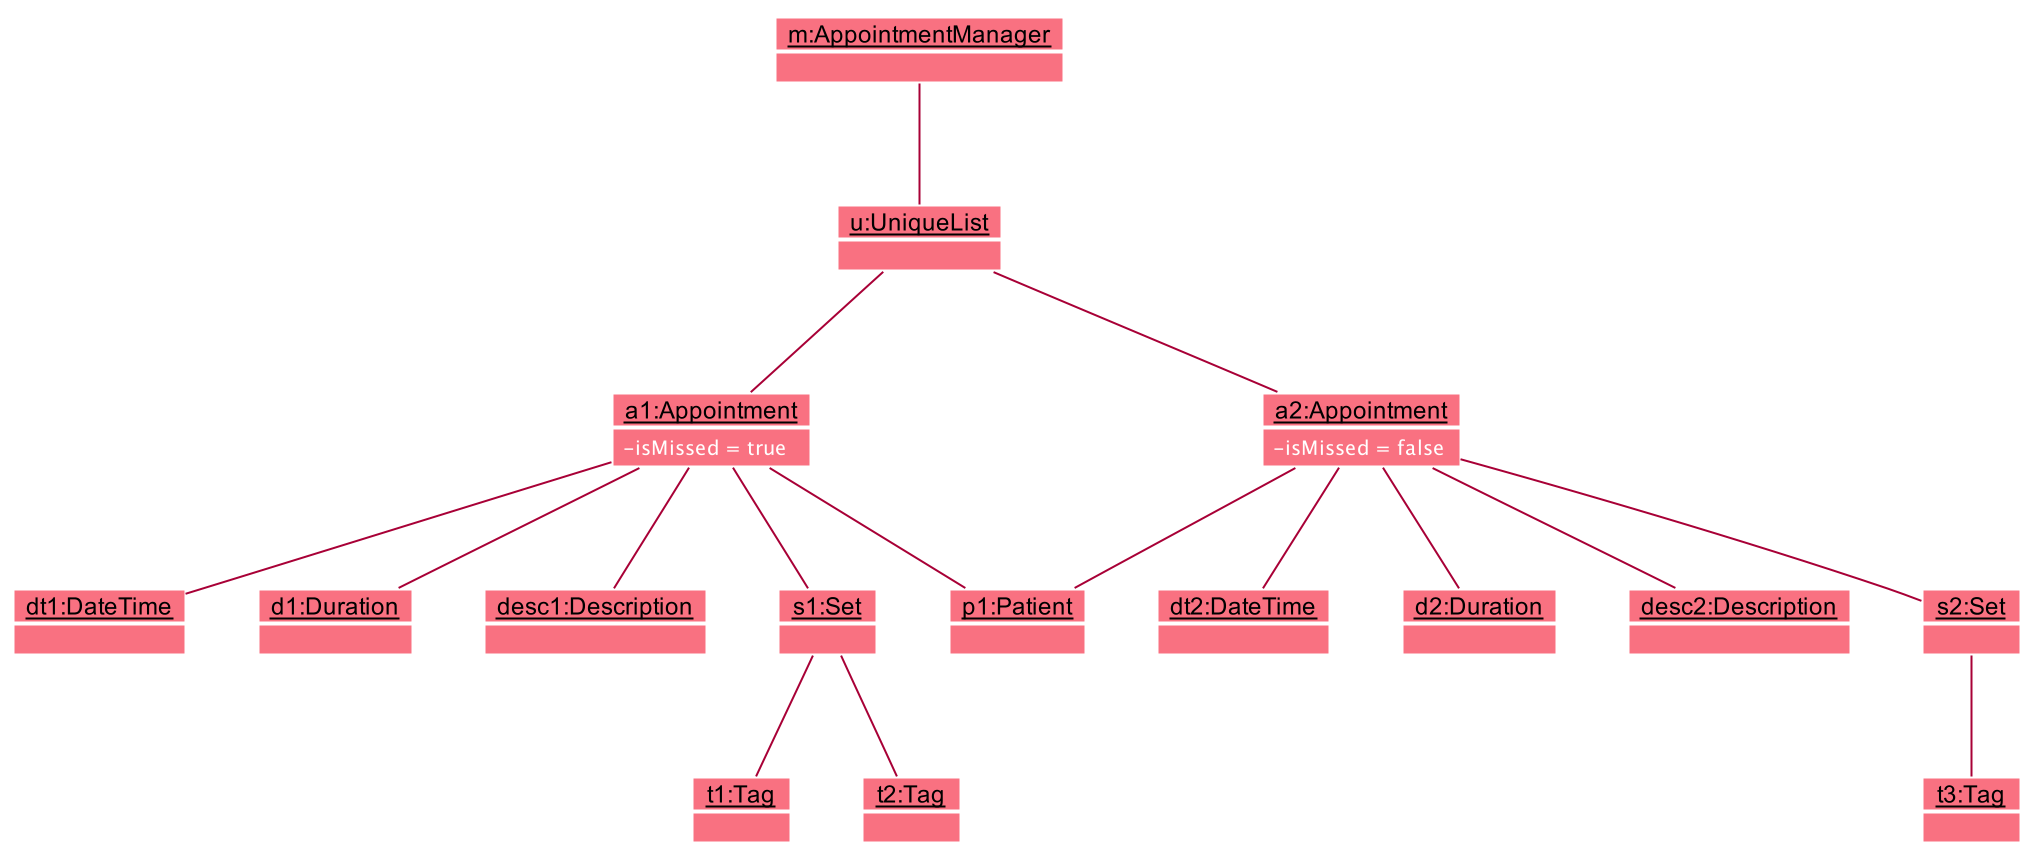 m:AppointmentManager
u:UniqueList
a1:Appointment
-isMissed = true
a2:Appointment
-isMissed = false
dt1:DateTime
d1:Duration
desc1:Description
s1:Set
p1:Patient
dt2:DateTime
d2:Duration
desc2:Description
s2:Set
t1:Tag
t2:Tag
t3:Tag